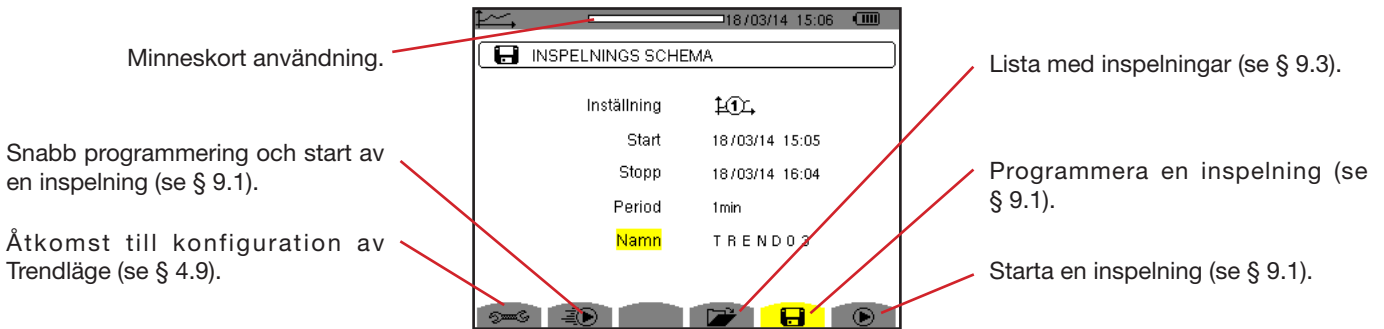 18/03/14 15:06
Minneskort användning.
INSPELNINGS SCHEMA
Lista med inspelningar (se § 9.3).
Inställning 1
Start 18/03/14 15:05
Snabb programmering och start av
en inspelning (se § 9.1).
Stopp 18/03/14 16:04
Programmera en inspelning (se
§ 9.1).
Period 1min
Åtkomst till konfiguration av
Trendläge (se § 4.9).
Namn TREND03
Starta en inspelning (se § 9.1).